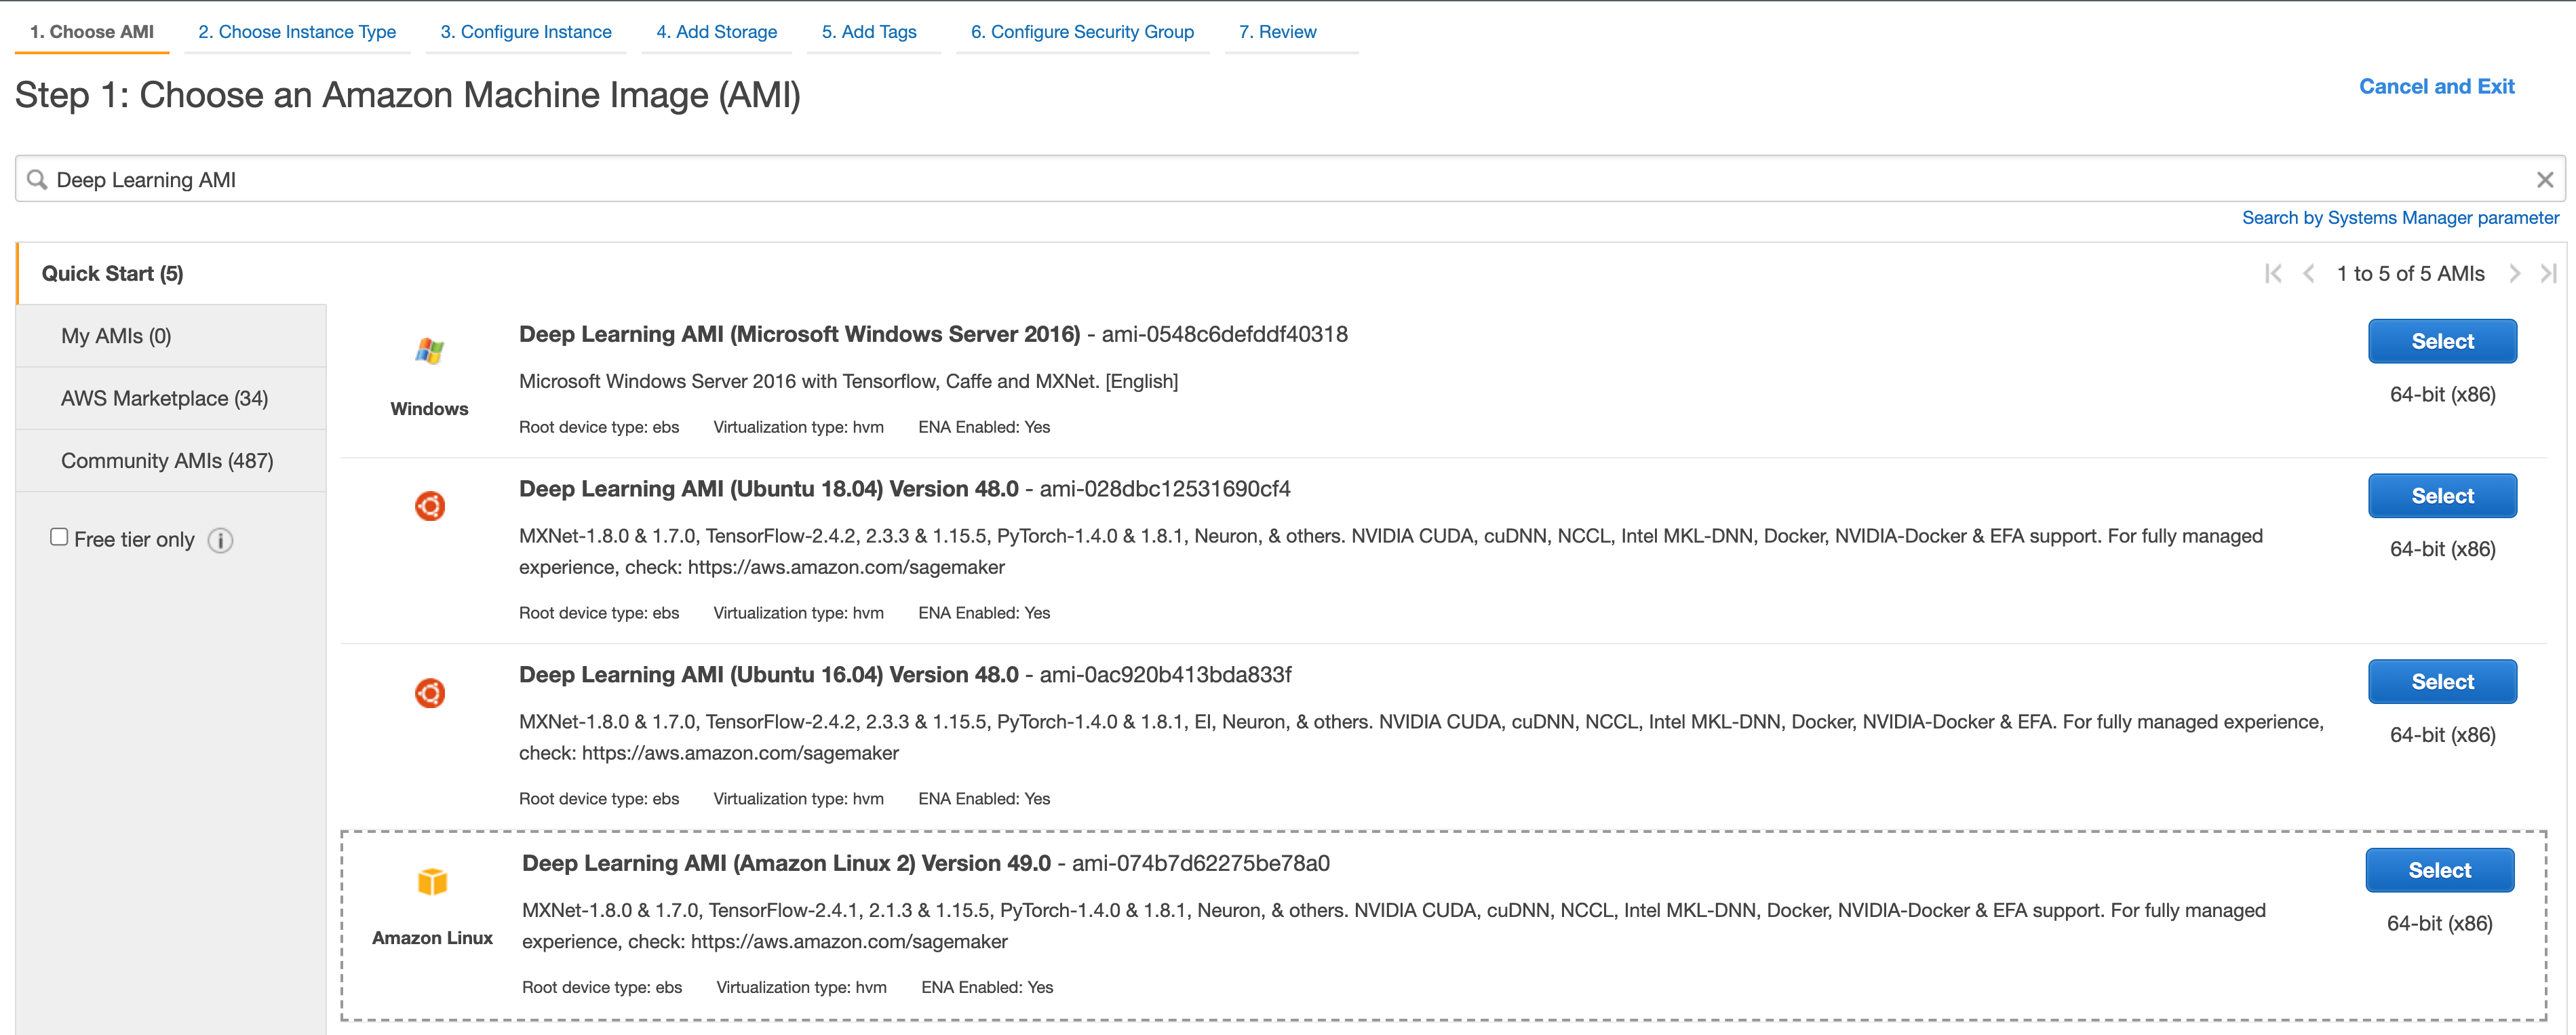 1. Choose AMI 2. Choose Instance Type 3. Configure Instance 4. Add Storage 5. Add Tags 6. Configure Security Group 7. Review
Step 1: Choose an Amazon Machine Image (AMI)
Cancel and Exit
Deep Learning AMI
Search by Systems Manager parameter
Quick Start (5)
1 to 5 of 5 AMIs
My AMIs (0)
AWS Marketplace (34)
Community AMIs (487)
Free tier only
Windows
Deep Learning AMI (Microsoft Windows Server 2016) - ami-0548c6defddf40318
Microsoft Windows Server 2016 with Tensorflow, Caffe and MXNet. [English]
Root device type: ebs Virtualization type: hvm ENA Enabled: Yes
Select
64-bit (x86)
Deep Learning AMI (Ubuntu 18.04) Version 48.0 - ami-028dbc12531690cf4
MXNet-1.8.0 & 1.7.0, TensorFlow-2.4.2, 2.3.3 & 1.15.5, PyTorch-1.4.0 & 1.8.1, Neuron, & others. NVIDIA CUDA, cuDNN, NCCL, Intel MKL-DNN, Docker, NVIDIA-Docker & EFA support. For fully managed
experience, check: https://aws.amazon.com/sagemaker
Root device type: ebs Virtualization type: hvm ENA Enabled: Yes
Select
64-bit (x86)
Deep Learning AMI (Ubuntu 16.04) Version 48.0 - ami-0ac920b413bda833f
MXNet-1.8.0 & 1.7.0, TensorFlow-2.4.2, 2.3.3 & 1.15.5, PyTorch-1.4.0 & 1.8.1, EI, Neuron, & others. NVIDIA CUDA, cuDNN, NCCL, Intel MKL-DNN, Docker, NVIDIA-Docker & EFA. For fully managed experience,
check: https://aws.amazon.com/sagemaker
Root device type: ebs Virtualization type: hvm ENA Enabled: Yes
Select
64-bit (x86)
Amazon Linux
Deep Learning AMI (Amazon Linux 2) Version 49.0 - ami-074b7d62275be78a0
MXNet-1.8.0 & 1.7.0, TensorFlow-2.4.1, 2.1.3 & 1.15.5, PyTorch-1.4.0 & 1.8.1, Neuron, & others. NVIDIA CUDA, cuDNN, NCCL, Intel MKL-DNN, Docker, NVIDIA-Docker & EFA support. For fully managed
experience, check: https://aws.amazon.com/sagemaker
Root device type: ebs Virtualization type: hvm ENA Enabled: Yes
Select
64-bit (x86)